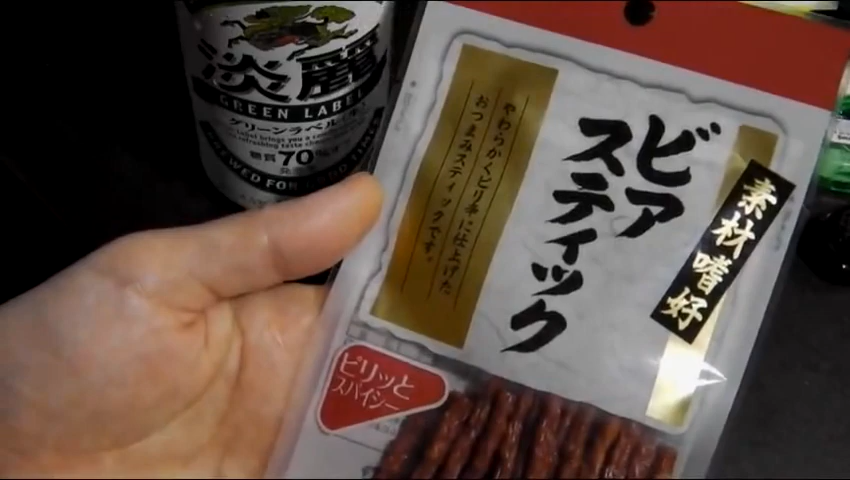 淡麗
GREEN LABEL
グリーンラベル
糖質70%
ビア
スティック
素材嗜好
やわらかくピリ辛に仕上げた
おつまみスティックです。
ピリッと
スパイシー